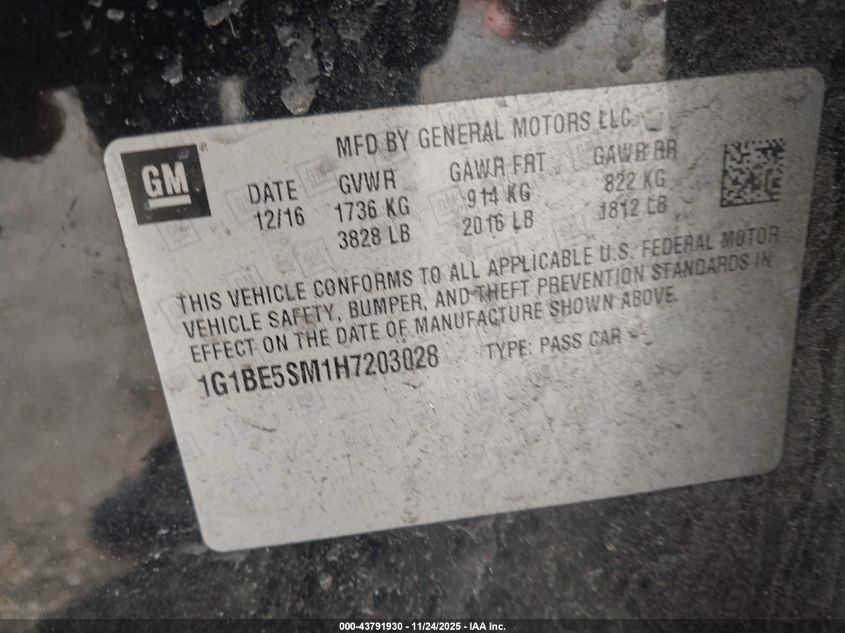 MFD BY GENERAL MOTORS LLC
GM
DATE GVWR GAWR FRT GAWR RR
12/16 1736 KG 914 KG 822 KG
3828 LB 2016 LB 1812 LB
THIS VEHICLE CONFORMS TO ALL APPLICABLE U.S. FEDERAL MOTOR
VEHICLE SAFETY, BUMPER, AND THEFT PREVENTION STANDARDS IN
EFFECT ON THE DATE OF MANUFACTURE SHOWN ABOVE.
1G1BE5SM1H7203028 TYPE: PASS CAR
000-43791930 - 11/24/2025 - IAA Inc.